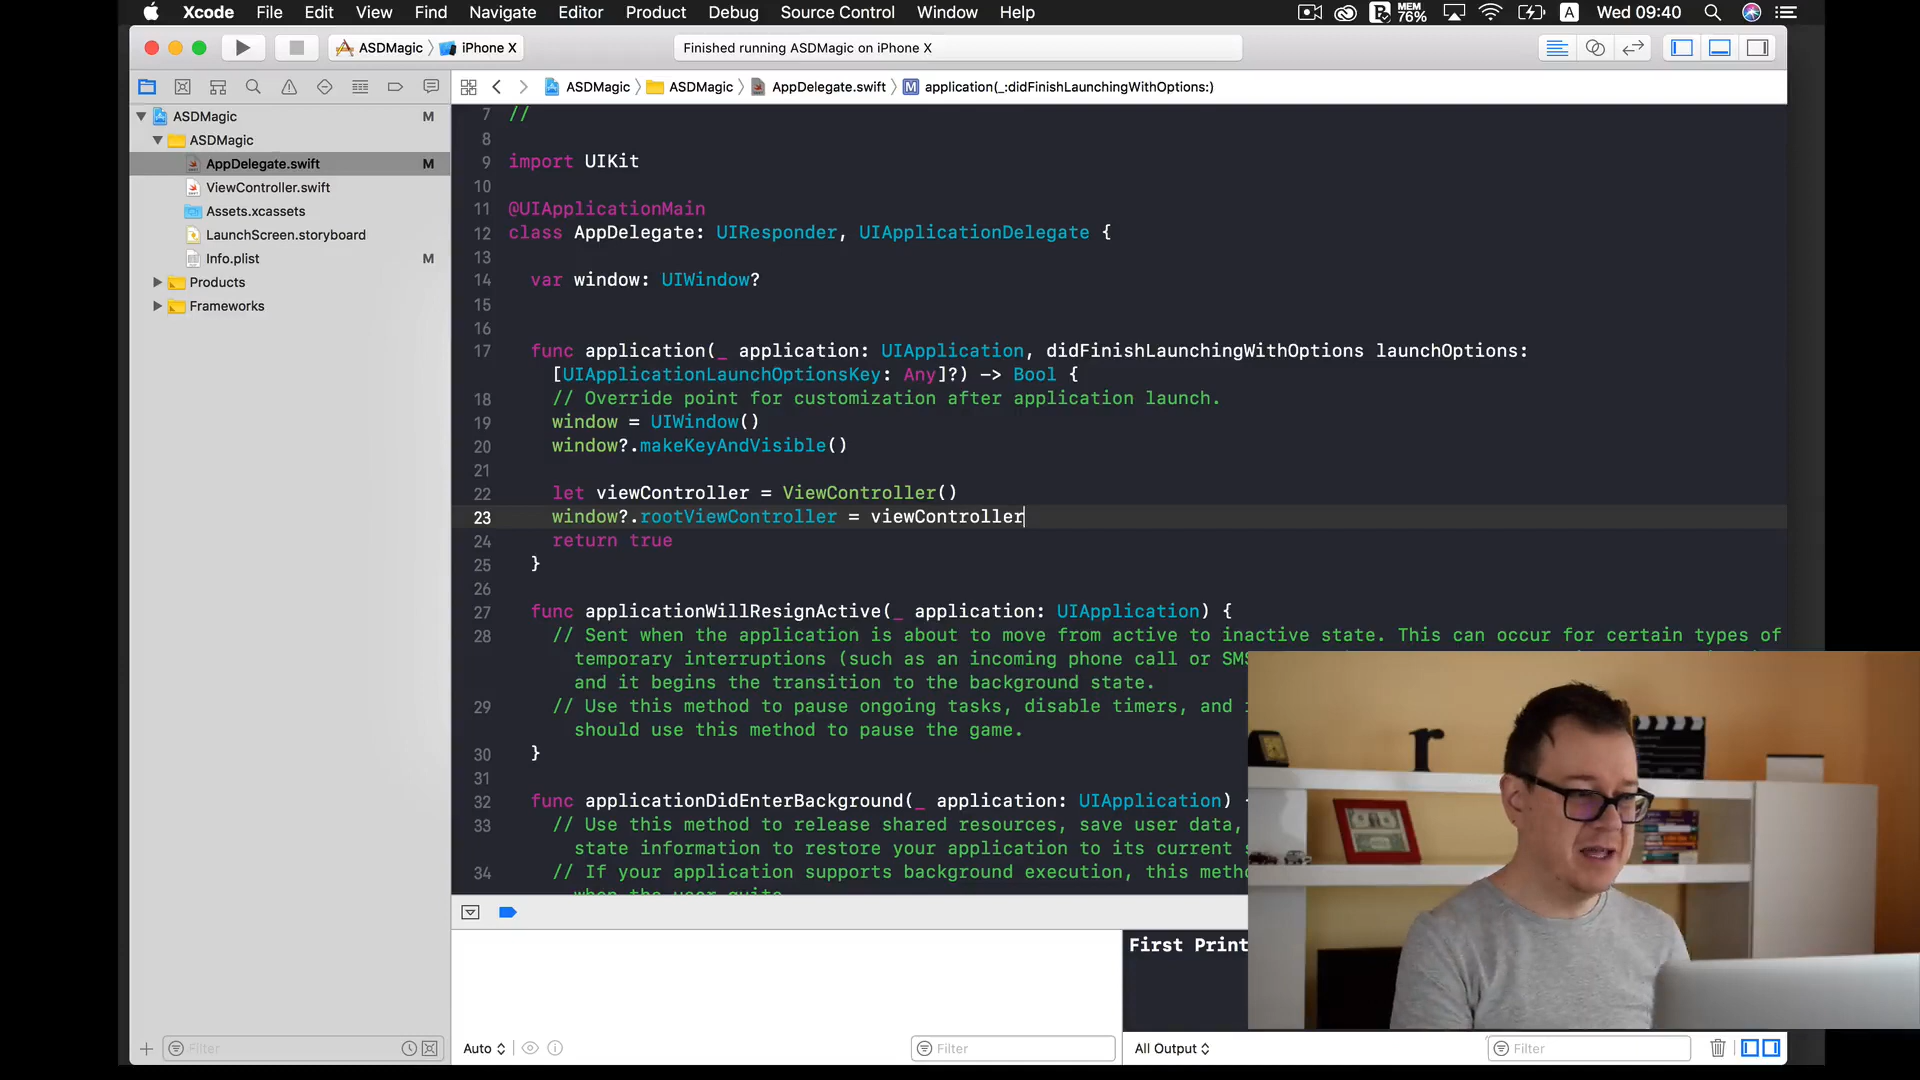 Xcode File Edit View Find Navigate Editor Product Debug Source Control Window Help MEM 76% A Wed 09:40
ASDMagic iPhone X Finished running ASDMagic on iPhone X
ASDMagic ASDMagic AppDelegate.swift M application(_:didFinishLaunchingWithOptions:)
ASDMagic M
ASDMagic
AppDelegate.swift M
ViewController.swift
Assets.xcassets
LaunchScreen.storyboard
Info.plist M
Products
Frameworks
7 //
8
9 import UIKit
10
11 @UIApplicationMain
12 class AppDelegate: UIResponder, UIApplicationDelegate {
13
14 var window: UIWindow?
15
16
17 func application(_ application: UIApplication, didFinishLaunchingWithOptions launchOptions:
[UIApplicationLaunchOptionsKey: Any]?) -> Bool {
18 // Override point for customization after application launch.
19 window = UIWindow()
20 window?.makeKeyAndVisible()
21
22 let viewController = ViewController()
23 window?.rootViewController = viewController
24 return true
25 }
26
27 func applicationWillResignActive(_ application: UIApplication) {
28 // Sent when the application is about to move from active to inactive state. This can occur for certain types of
temporary interruptions (such as an incoming phone call or SMS
and it begins the transition to the background state.
29 // Use this method to pause ongoing tasks, disable timers, and
should use this method to pause the game.
30 }
31
32 func applicationDidEnterBackground(_ application: UIApplication) {
33 // Use this method to release shared resources, save user data,
state information to restore your application to its current
34 // If your application supports background execution, this
when the user quits.
First Print
Filter
Auto Filter
All Output Filter